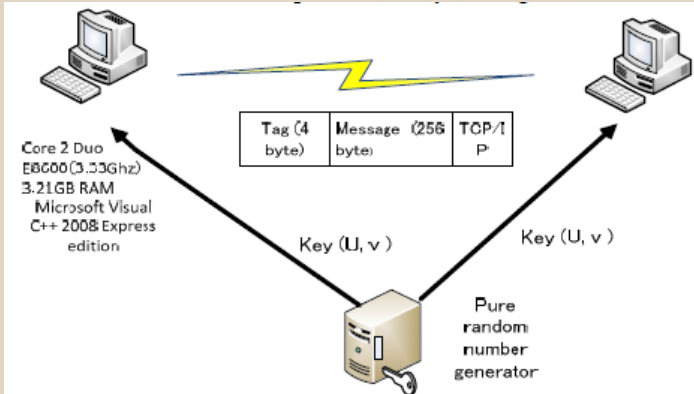 Tag (4 byte)
Message (256 byte)
TCP/I P
Core 2 Duo
E8600(3.33Ghz)
3.21GB RAM
Microsoft Visual
C++ 2008 Express
edition
Key (U, v )
Key (U, v )
Pure
random
number
generator